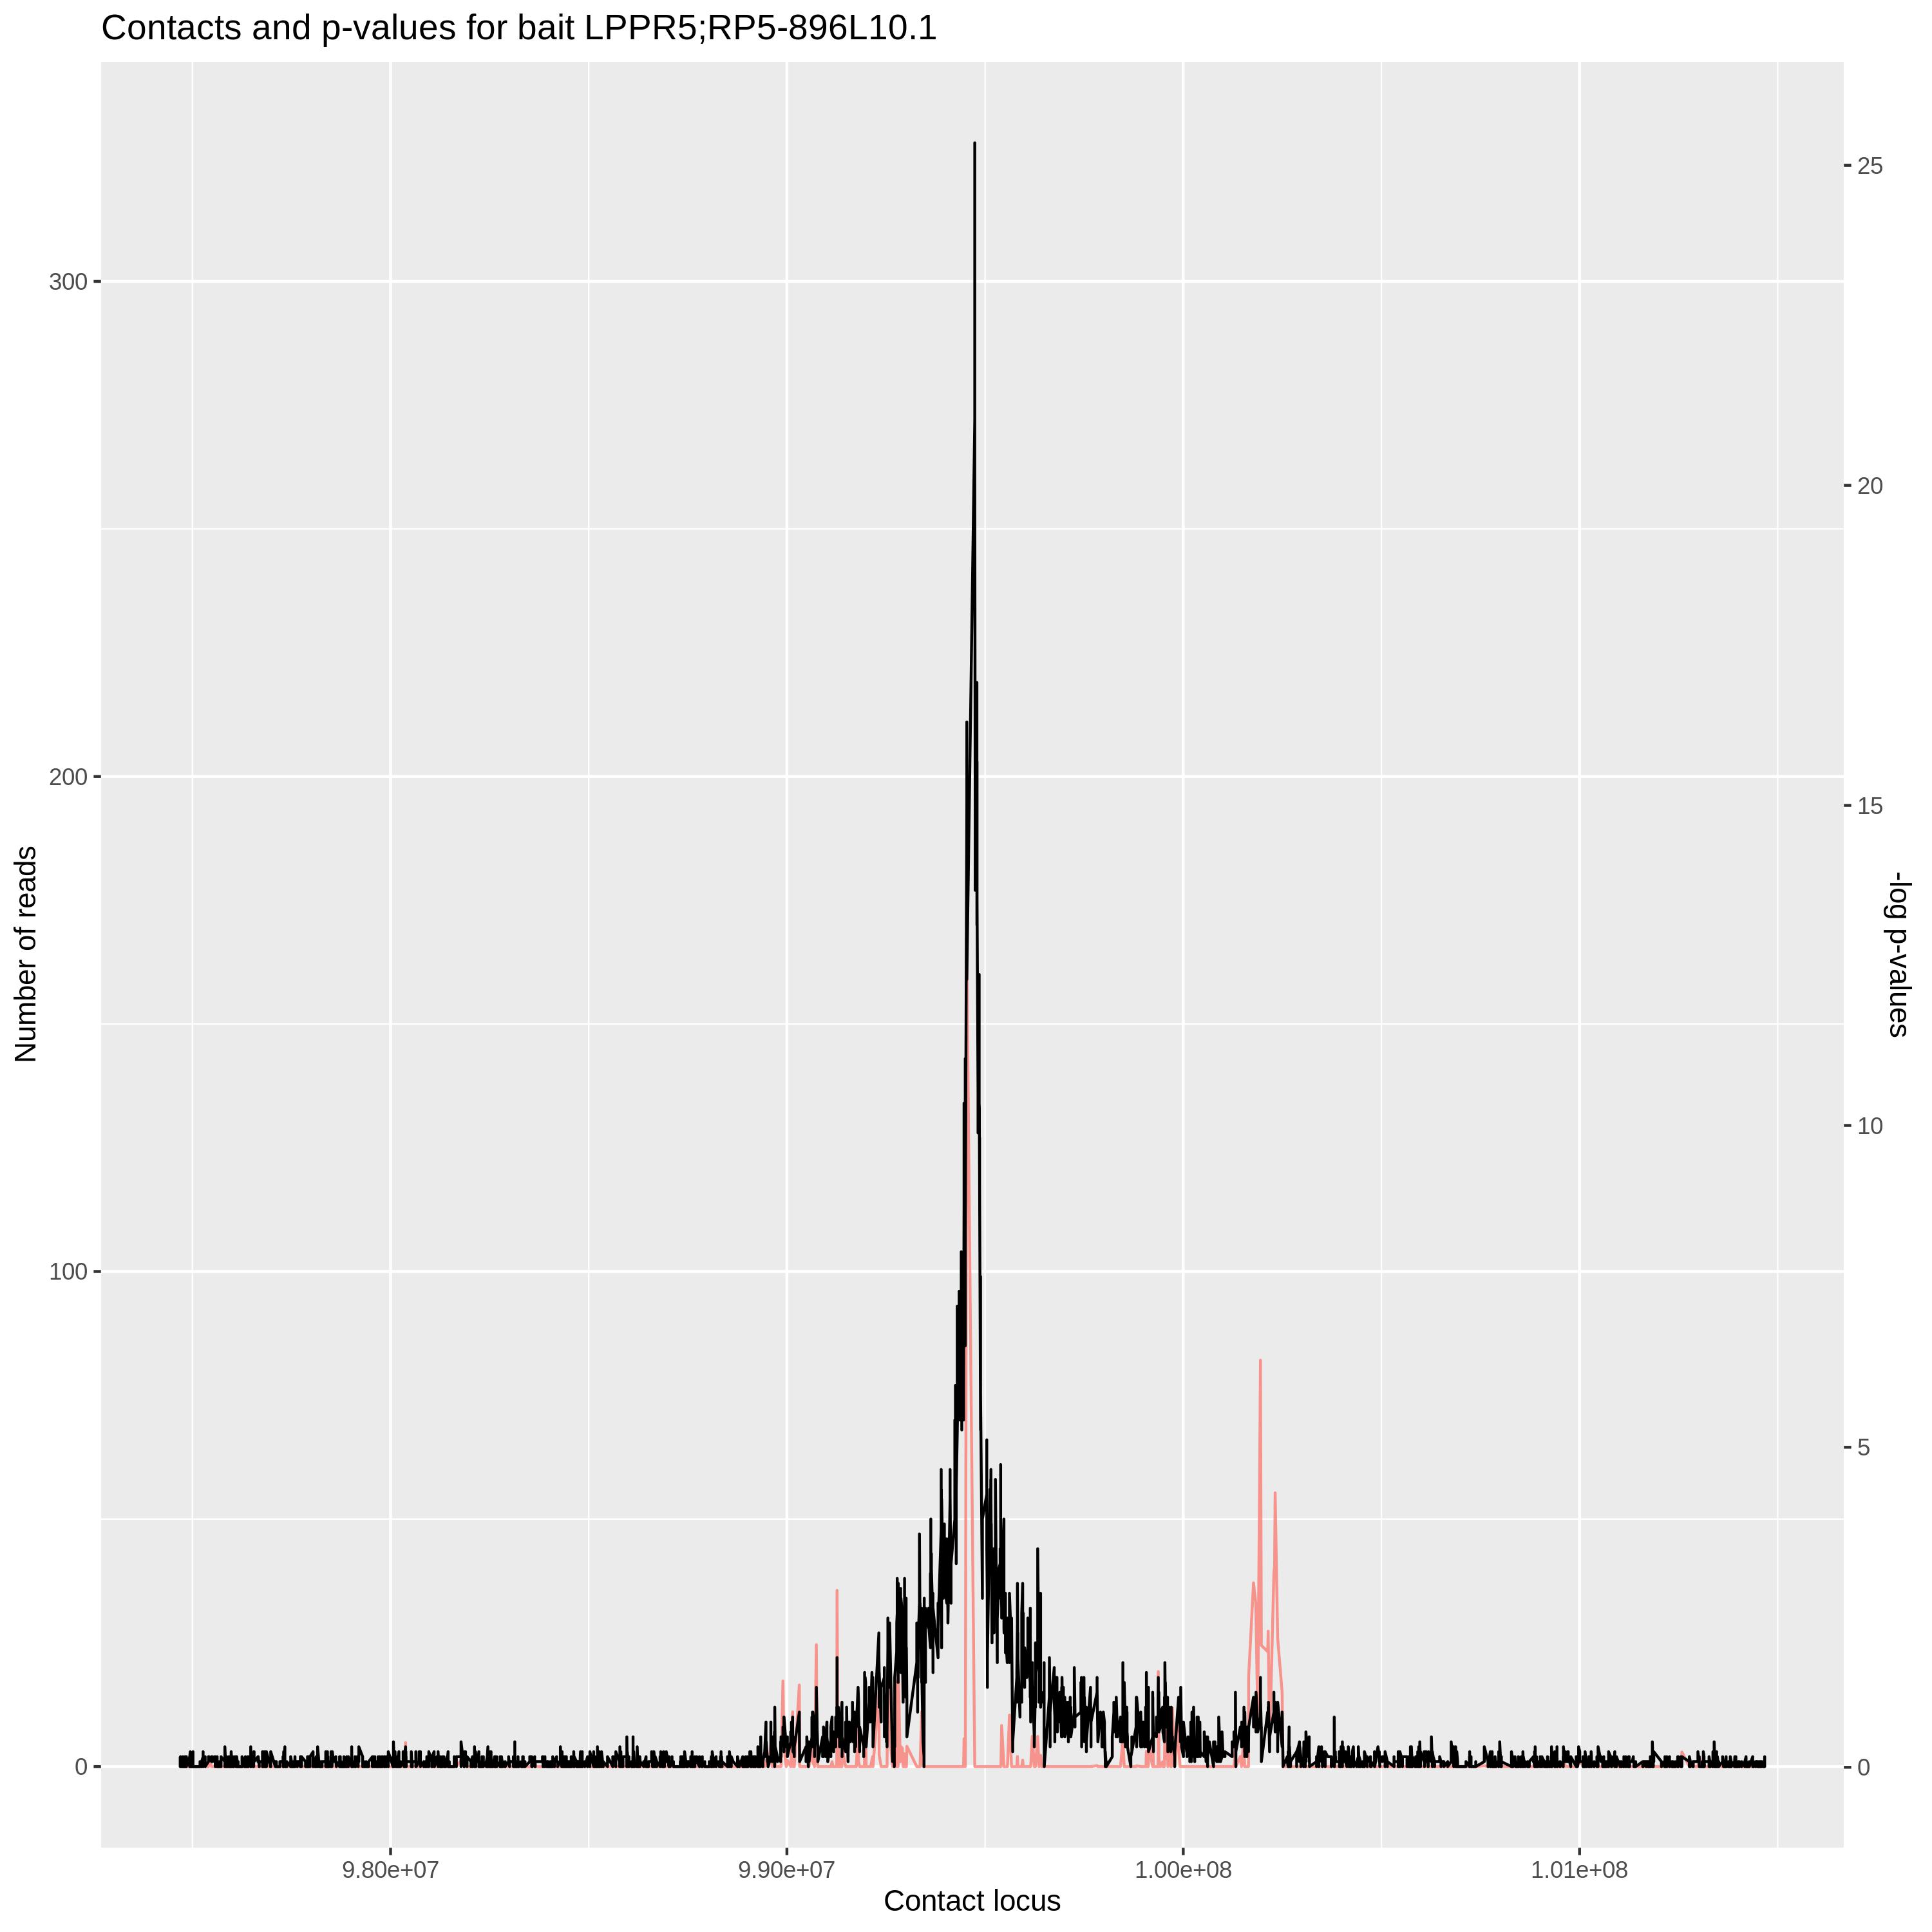 Contacts and p-values for bait LPPR5;RP5-896L10.1
Number of reads
300
200
100
0
25
20
15
10
5
0
-log p-values
9.80e+07
9.90e+07
1.00e+08
1.01e+08
Contact locus